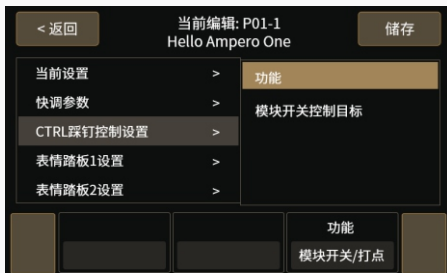 < 返回
当前编辑: P01-1
Hello Ampero One
储存
当前设置 >
快调参数 >
CTRL踩钉控制设置 >
表情踏板1设置 >
表情踏板2设置 >
功能
模块开关控制目标
功能
模块开关/打点